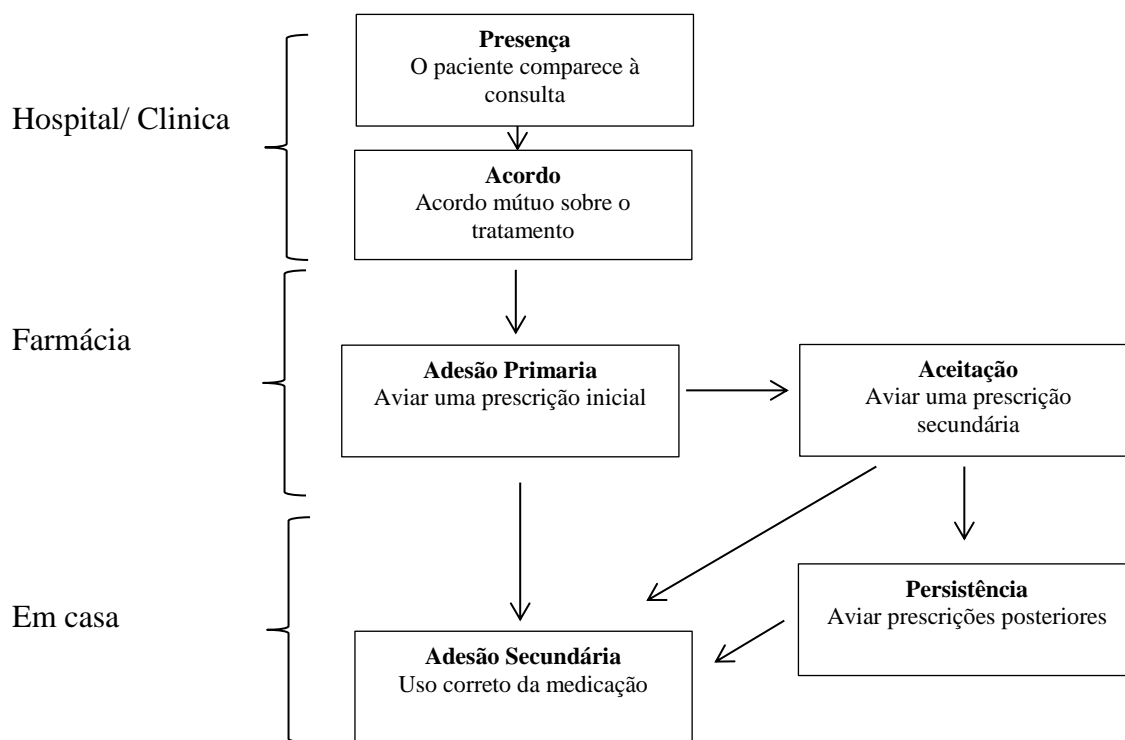 Presença
O paciente comparece à
consulta
Hospital/ Clinica
Acordo
Acordo mútuo sobre o
tratamento
Farmácia
Adesão Primaria
Aviar uma prescrição inicial
Aceitação
Aviar uma prescrição
secundária
Em casa
Persistência
Aviar prescrições posteriores
Adesão Secundária
Uso correto da medicação